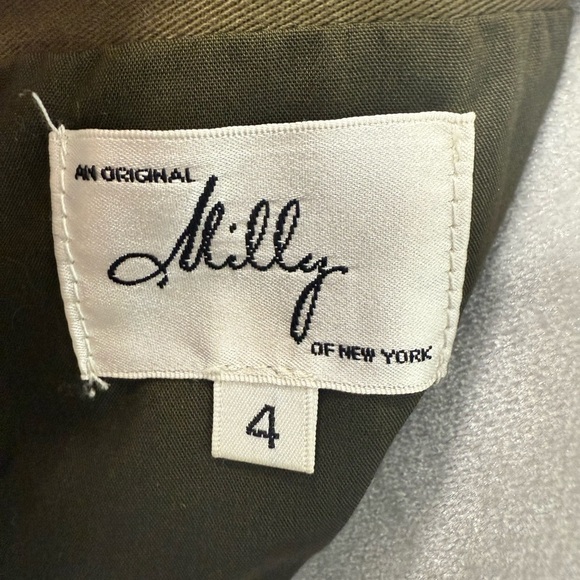 AN ORIGINAL
Milly
OF NEW YORK
4